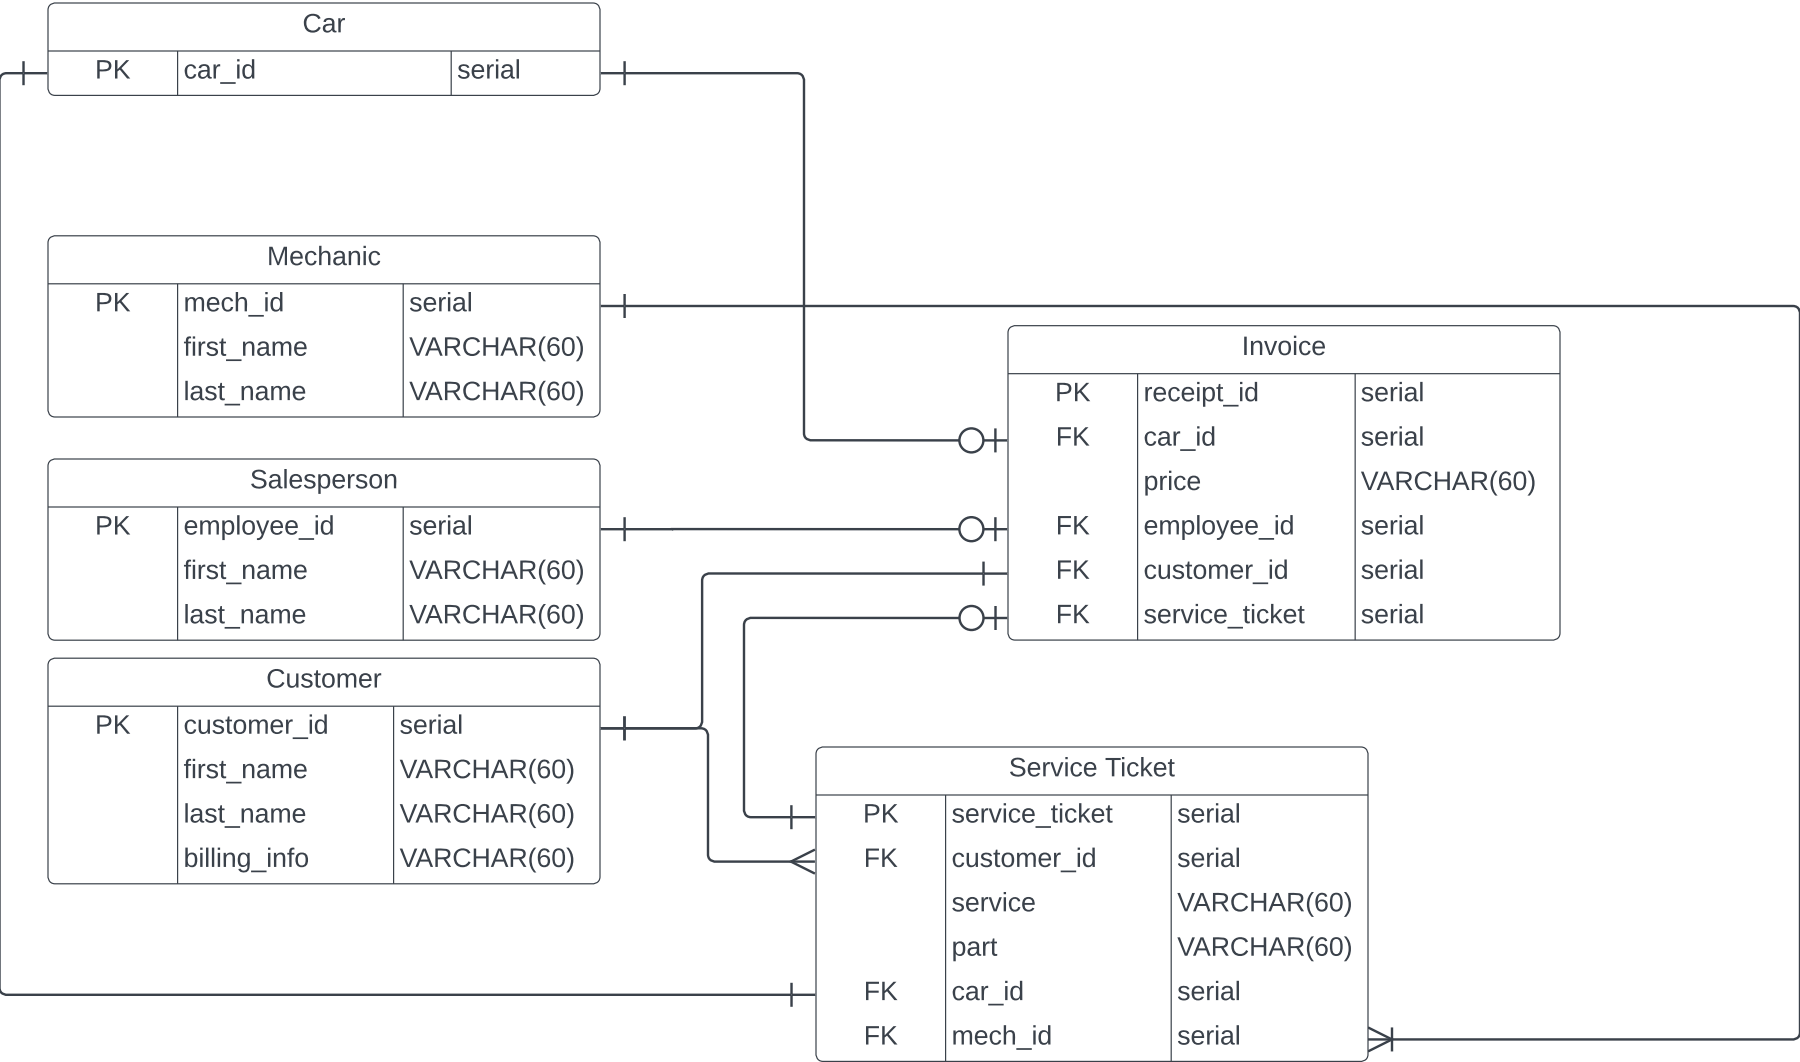 Car
PK car_id serial
Mechanic
PK mech_id serial
first_name VARCHAR(60)
last_name VARCHAR(60)
Salesperson
PK employee_id serial
first_name VARCHAR(60)
last_name VARCHAR(60)
Customer
PK customer_id serial
first_name VARCHAR(60)
last_name VARCHAR(60)
billing_info VARCHAR(60)
Invoice
PK receipt_id serial
FK car_id serial
price VARCHAR(60)
FK employee_id serial
FK customer_id serial
FK service_ticket serial
Service Ticket
PK service_ticket serial
FK customer_id serial
service VARCHAR(60)
part VARCHAR(60)
FK car_id serial
FK mech_id serial